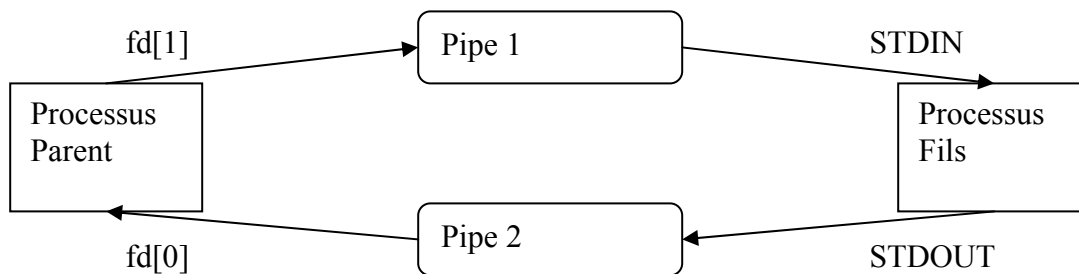 fd[1]
Pipe 1
STDIN
Processus
Parent
Processus
Fils
fd[0]
Pipe 2
STDOUT